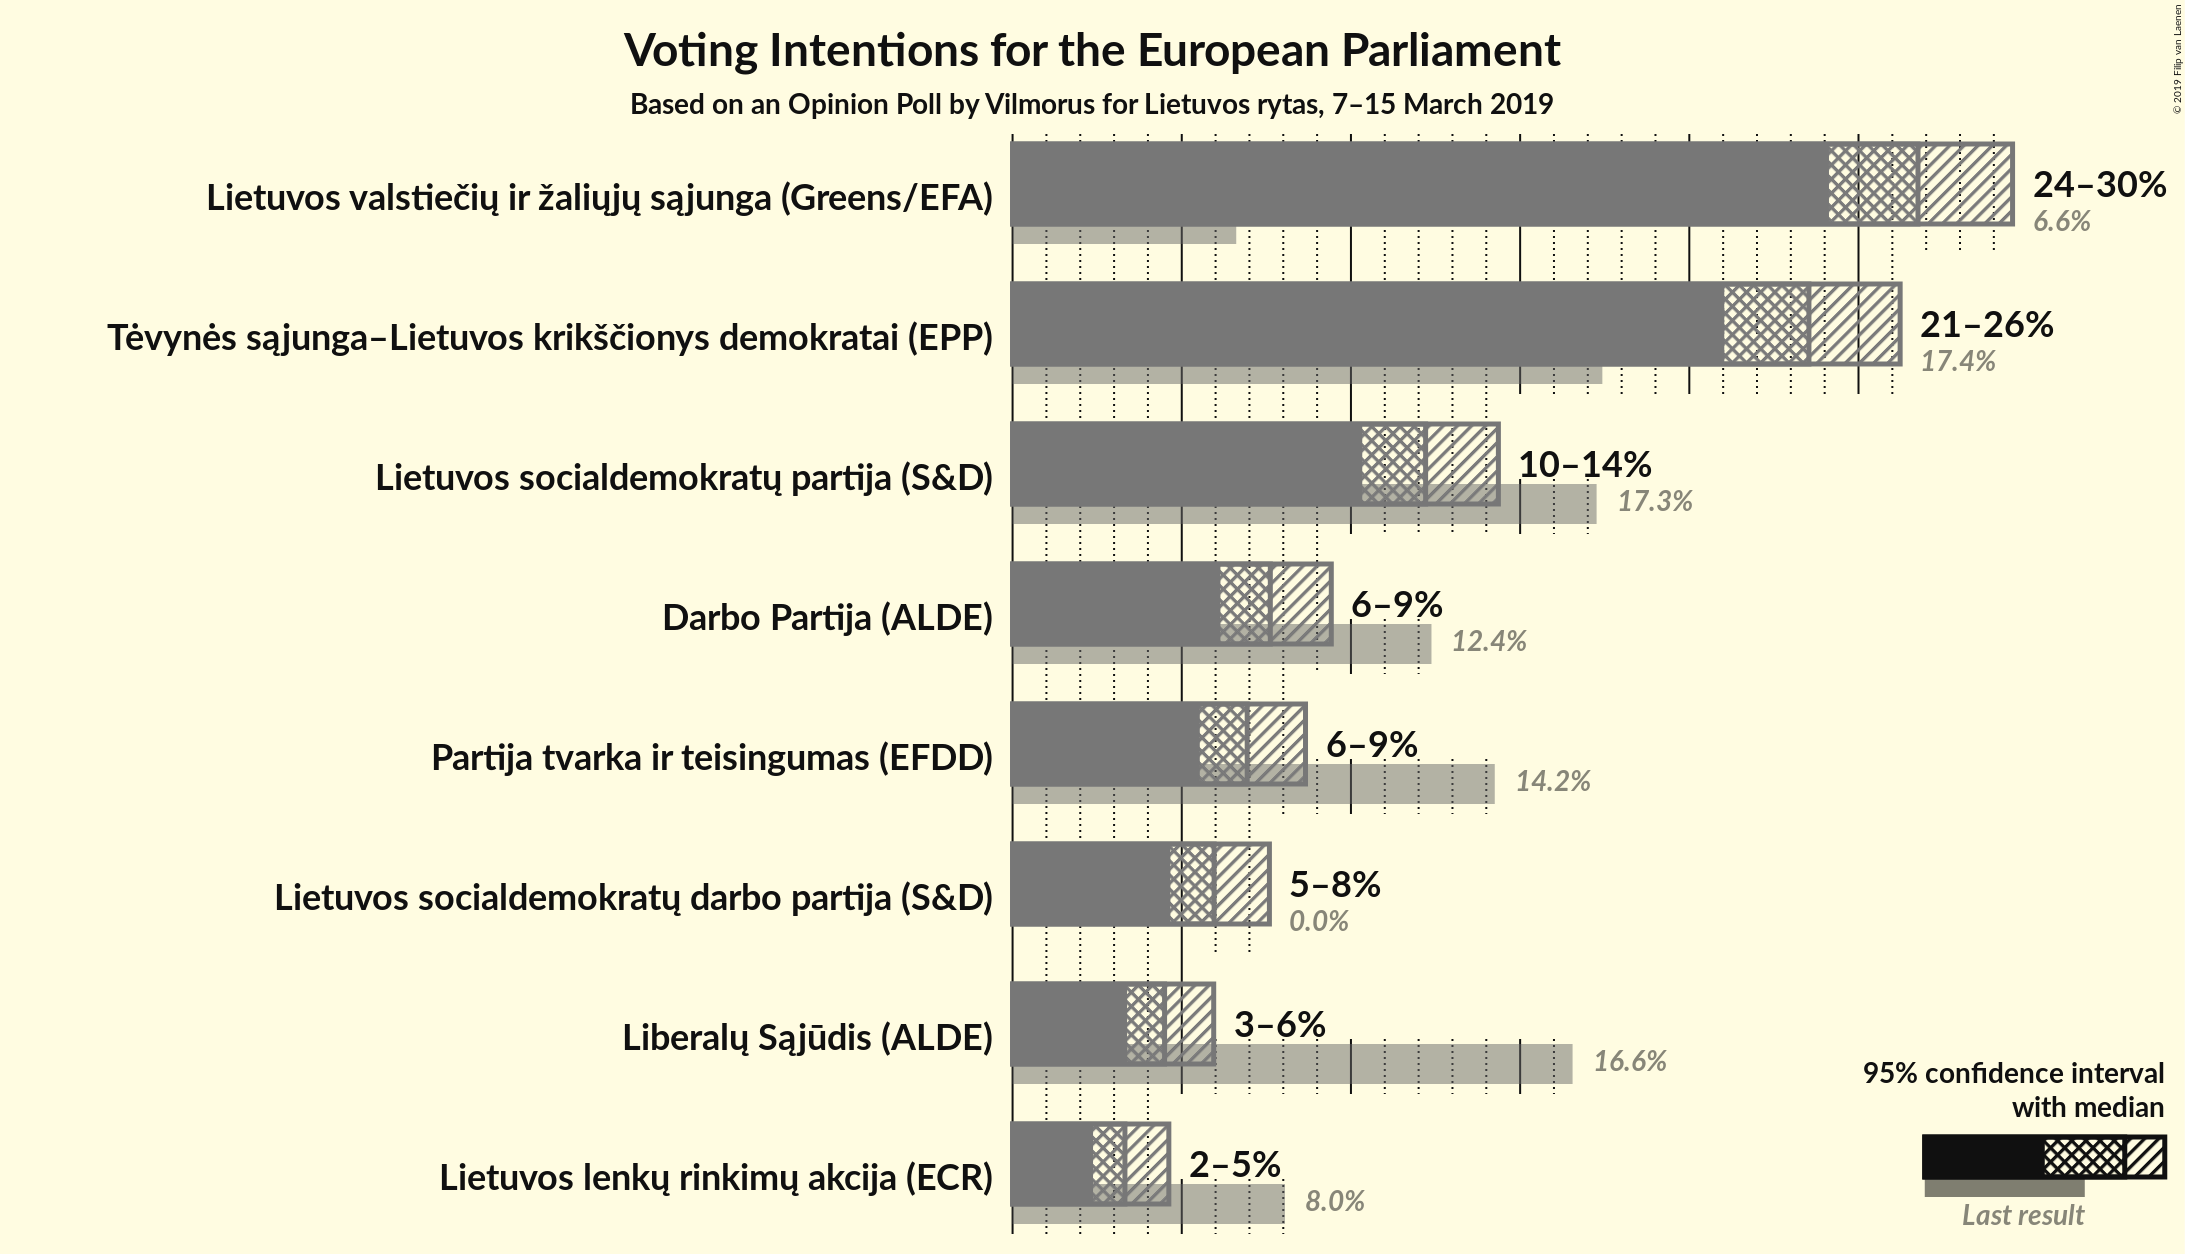 Voting Intentions for the European Parliament
Based on an Opinion Poll by Vilmorus for Lietuvos rytas, 7–15 March 2019
© 2019 Filip van Laenen
Lietuvos valstiečių ir žaliųjų sąjunga (Greens/EFA)
24–30%
6.6%
Tėvynės sąjunga–Lietuvos krikščionys demokratai (EPP)
21–26%
17.4%
Lietuvos socialdemokratų partija (S&D)
10–14%
17.3%
Darbo Partija (ALDE)
6–9%
12.4%
Partija tvarka ir teisingumas (EFDD)
6–9%
14.2%
Lietuvos socialdemokratų darbo partija (S&D)
5–8%
0.0%
Liberalų Sąjūdis (ALDE)
3–6%
16.6%
Lietuvos lenkų rinkimų akcija (ECR)
2–5%
8.0%
95% confidence interval
with median
Last result